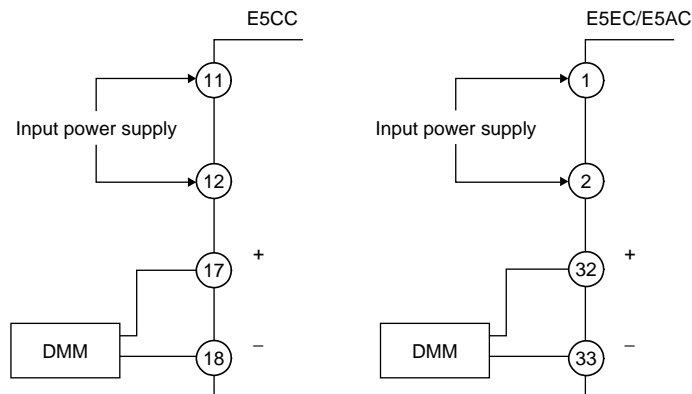 E5CC
11
Input power supply
12
17
+
DMM
18
−
E5EC/E5AC
1
Input power supply
2
32
+
DMM
33
−